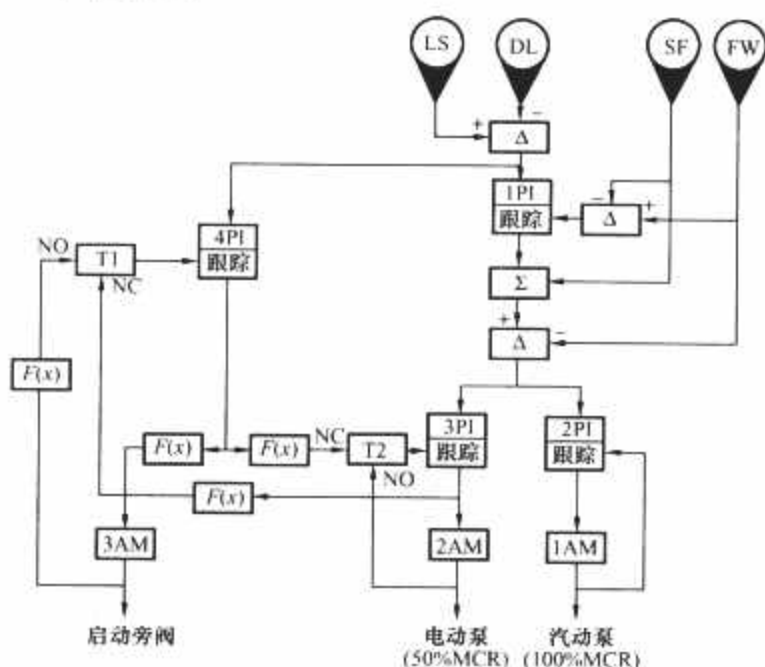 LS DL SF FW
+ −
Δ
1PI
跟踪
− +
Δ
4PI
跟踪
NO
T1
NC
Σ
+ −
Δ
F(x)
F(x)
F(x)
NC
T2
NO
3PI
跟踪
2PI
跟踪
F(x)
3AM
2AM
1AM
启动旁阀
电动泵
(50%MCR)
汽动泵
(100%MCR)